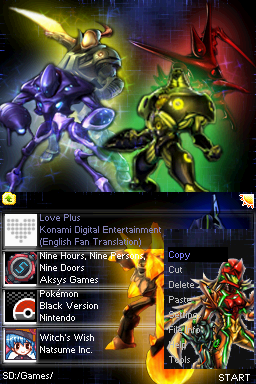 Love Plus
Konami Digital Entertainment
(English Fan Translation)
Nine Hours, Nine Persons,
Nine Doors
Aksys Games
Pokémon
Black Version
Nintendo
Witch's Wish
Natsume Inc.
Copy
Cut
Delete
Paste
Setting
File Info
Help
Tools
SD:/Games/
START